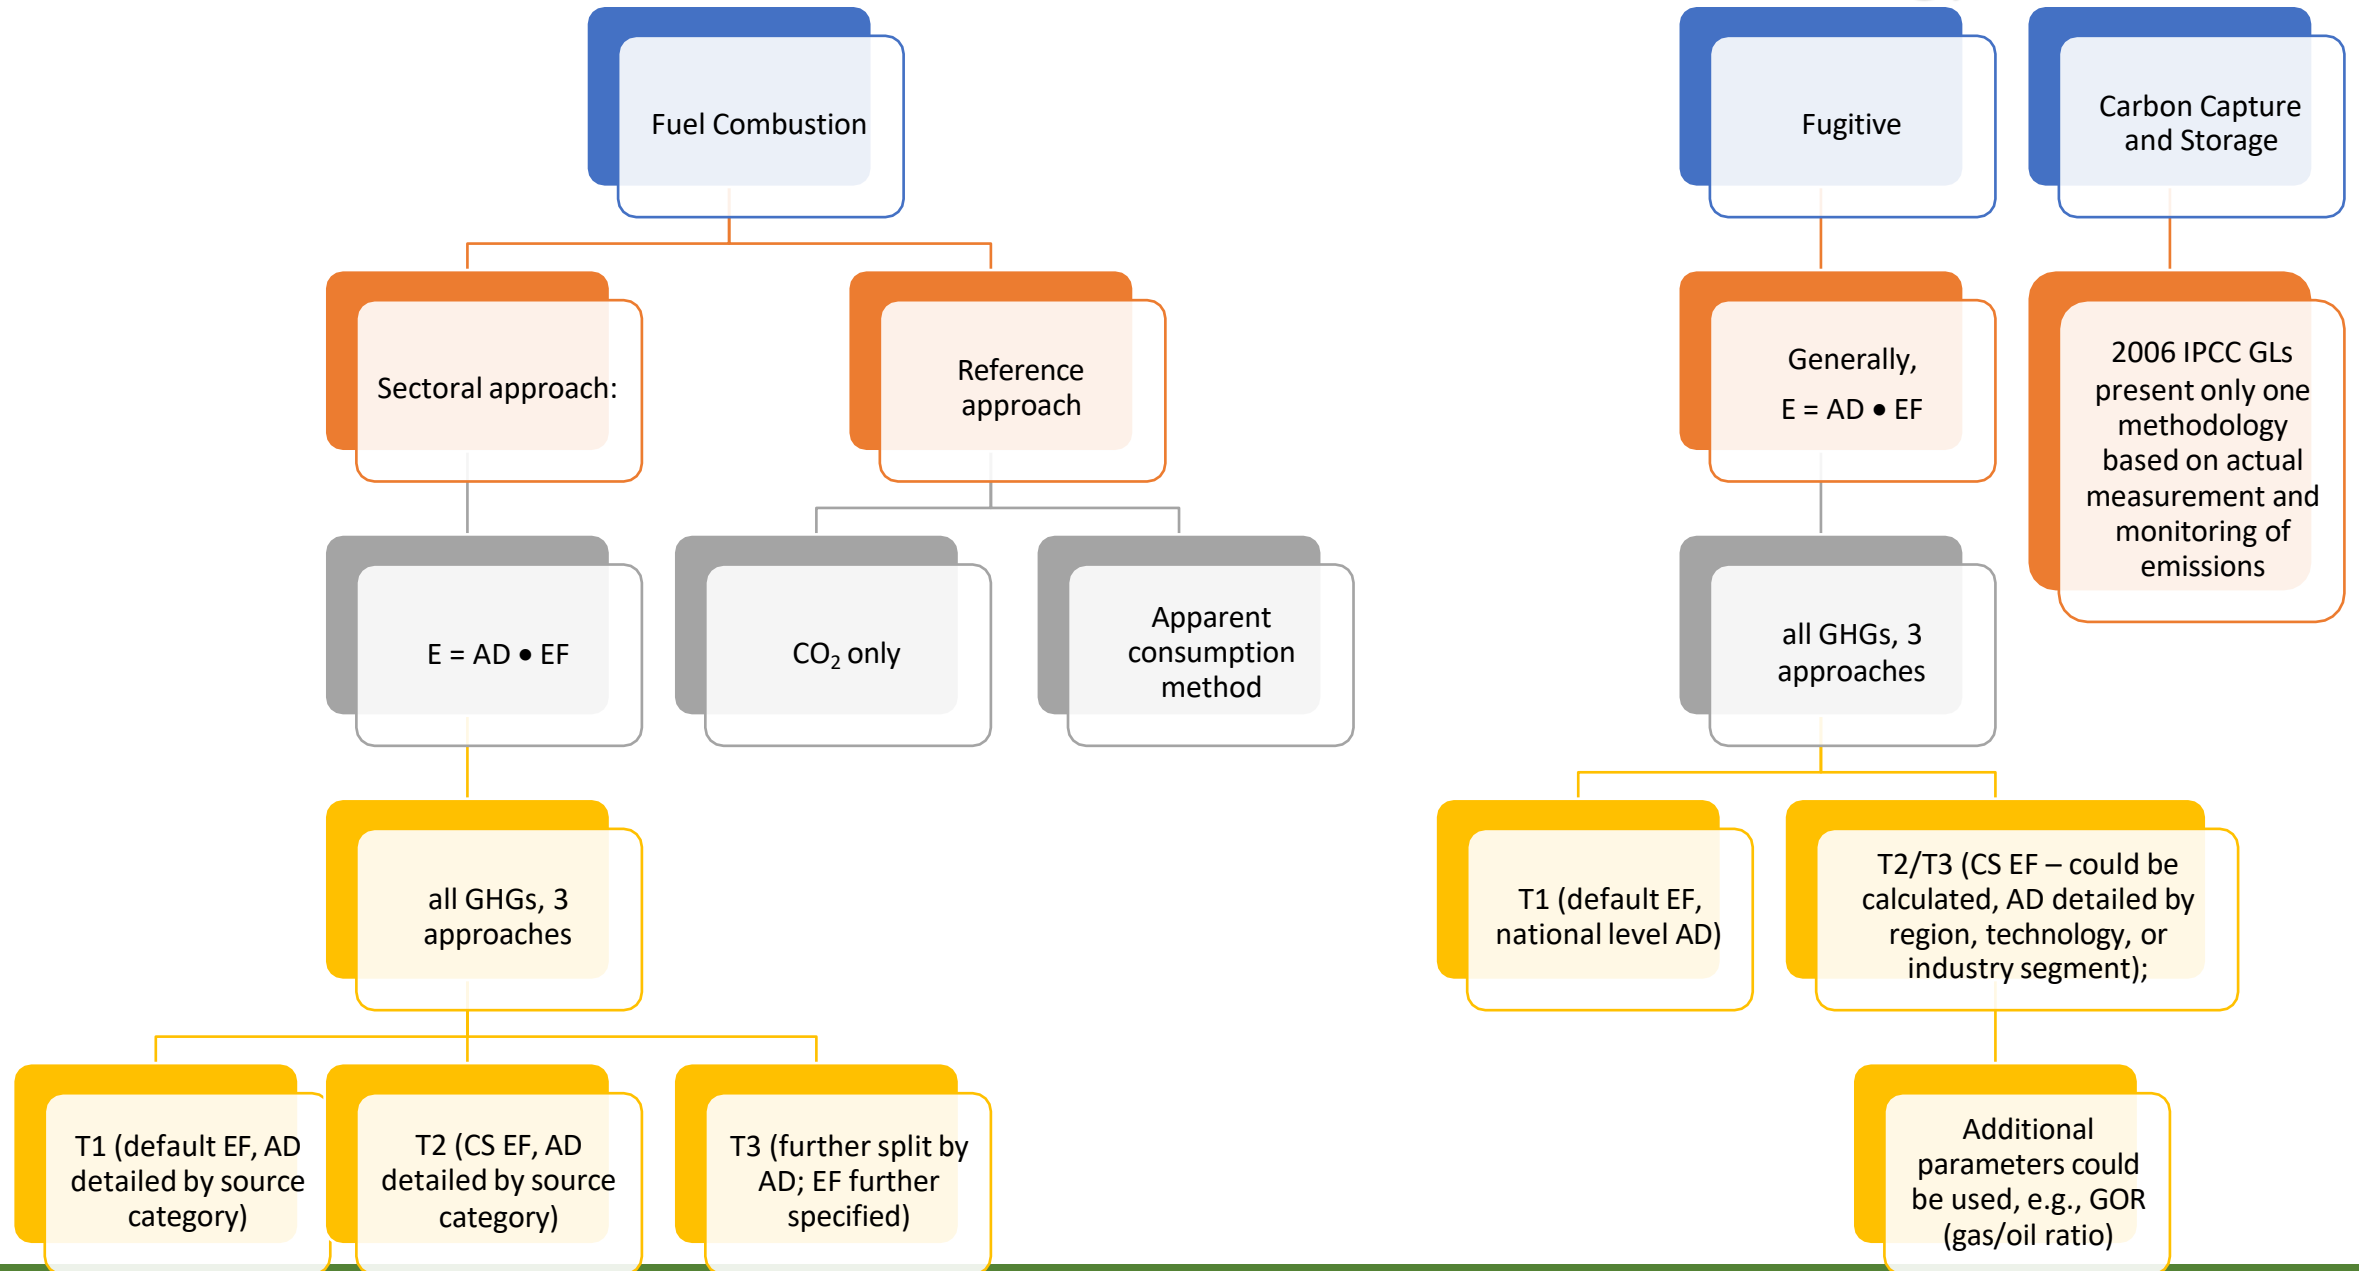 Fuel Combustion
Fugitive
Carbon Capture
and Storage
Sectoral approach:
Reference
approach
Generally,
E = AD • EF
2006 IPCC GLs
present only one
methodology
based on actual
measurement and
monitoring of
emissions
E = AD • EF
CO₂ only
Apparent
consumption
method
all GHGs, 3
approaches
all GHGs, 3
approaches
T1 (default EF,
national level AD)
T2/T3 (CS EF – could be
calculated, AD detailed by
region, technology, or
industry segment);
T1 (default EF, AD
detailed by source
category)
T2 (CS EF, AD
detailed by source
category)
T3 (further split by
AD; EF further
specified)
Additional
parameters could
be used, e.g., GOR
(gas/oil ratio)